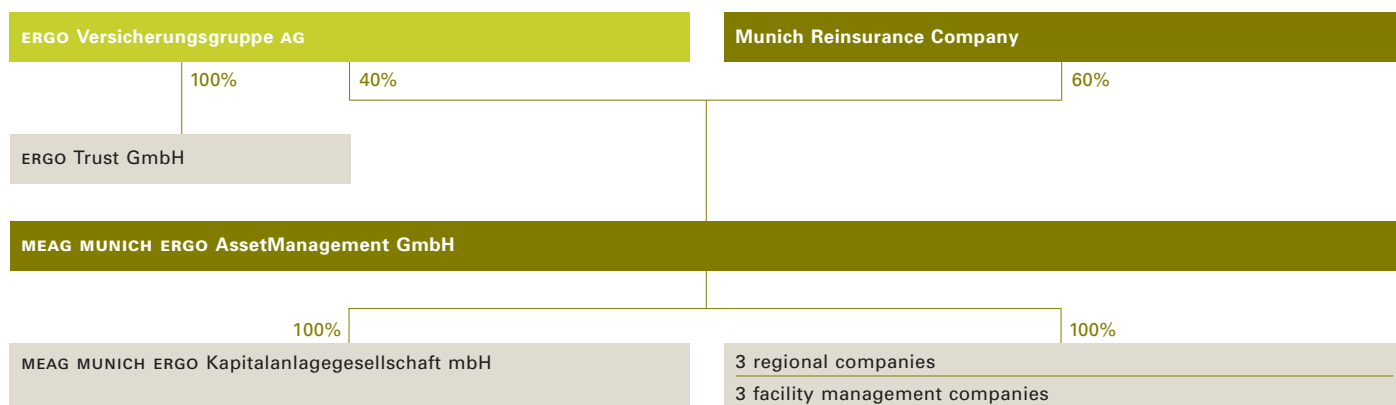 ERGO Versicherungsgruppe AG
Munich Reinsurance Company
100%
40%
60%
ERGO Trust GmbH
MEAG MUNICH ERGO AssetManagement GmbH
100%
100%
MEAG MUNICH ERGO Kapitalanlagegesellschaft mbH
3 regional companies
3 facility management companies